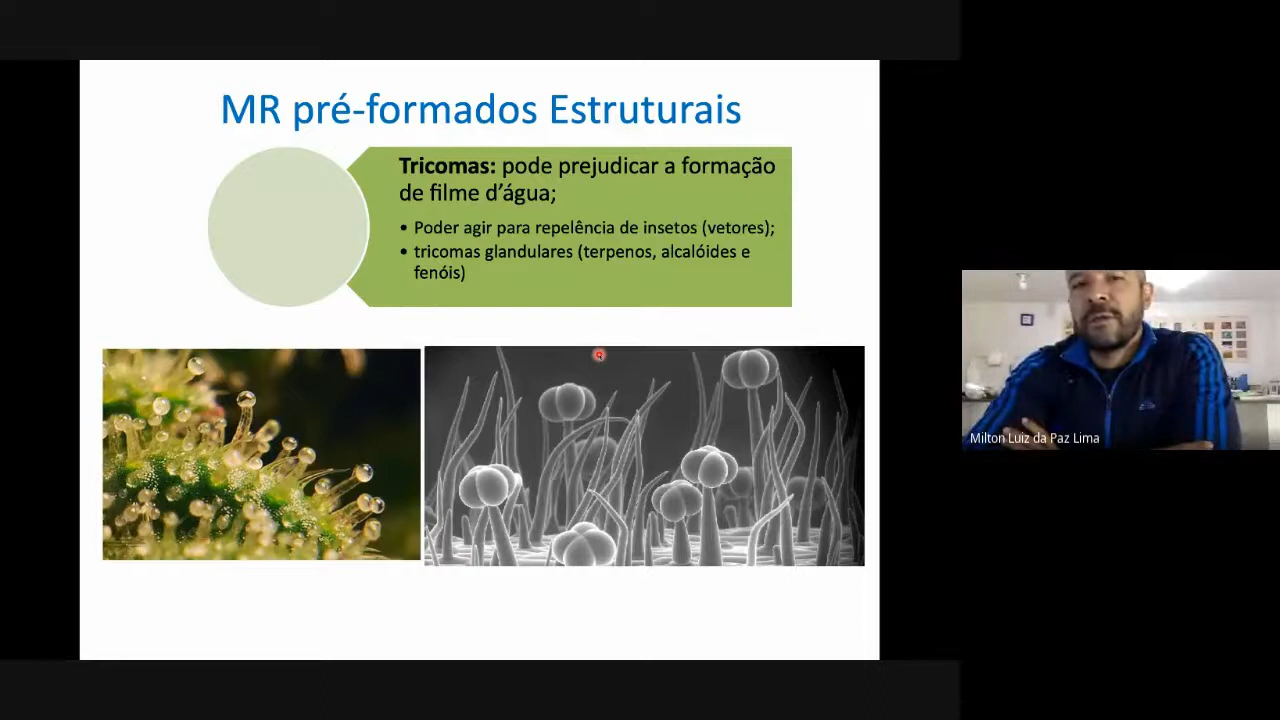 MR pré-formados Estruturais
Tricomas: pode prejudicar a formação
de filme d’água;
• Poder agir para repelência de insetos (vetores);
• tricomas glandulares (terpenos, alcalóides e
fenóis)
Milton Luiz da Paz Lima